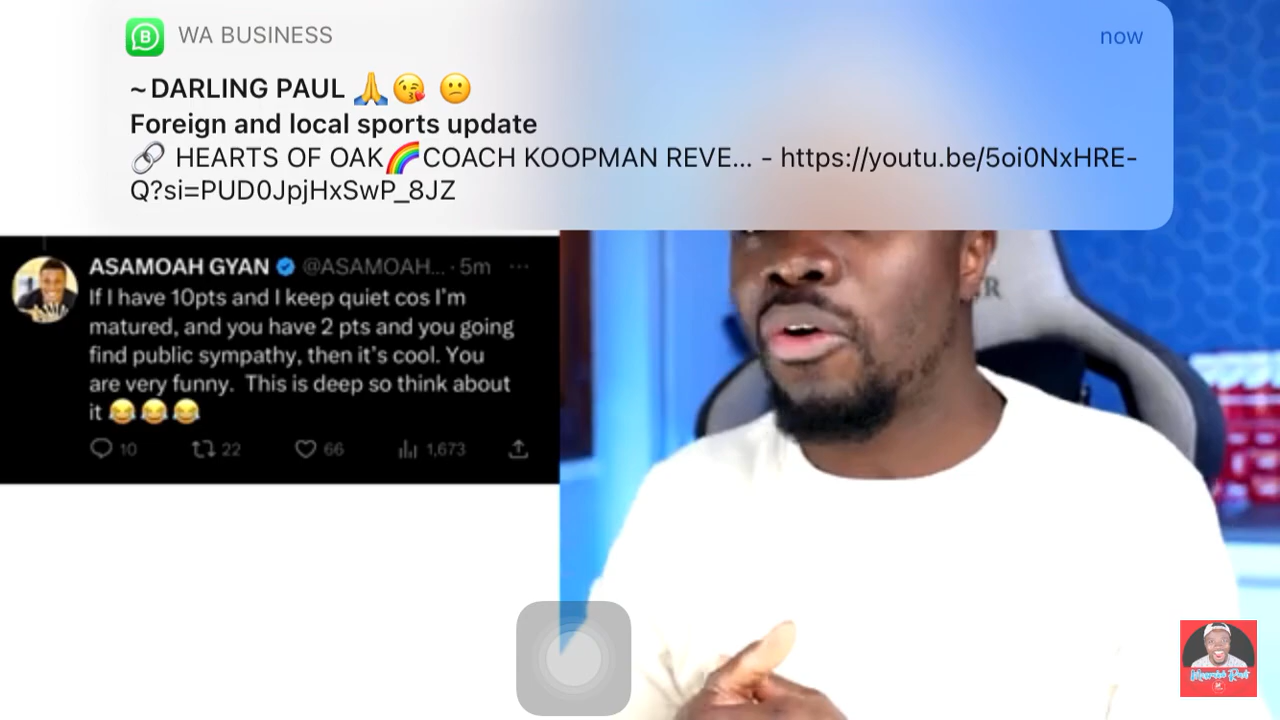 WA BUSINESS
now
~DARLING PAUL 🙏😘 😕
Foreign and local sports update
🔗 HEARTS OF OAK🌈COACH KOOPMAN REVE... - https://youtu.be/5oi0NxHRE-
Q?si=PUD0JpjHxSwP_8JZ
ASAMOAH GYAN @ASAMOAH... · 5m ...
If I have 10pts and I keep quiet cos I'm
matured, and you have 2 pts and you going
find public sympathy, then it's cool. You
are very funny. This is deep so think about
it 😂😂😂
10 22 66 1,673